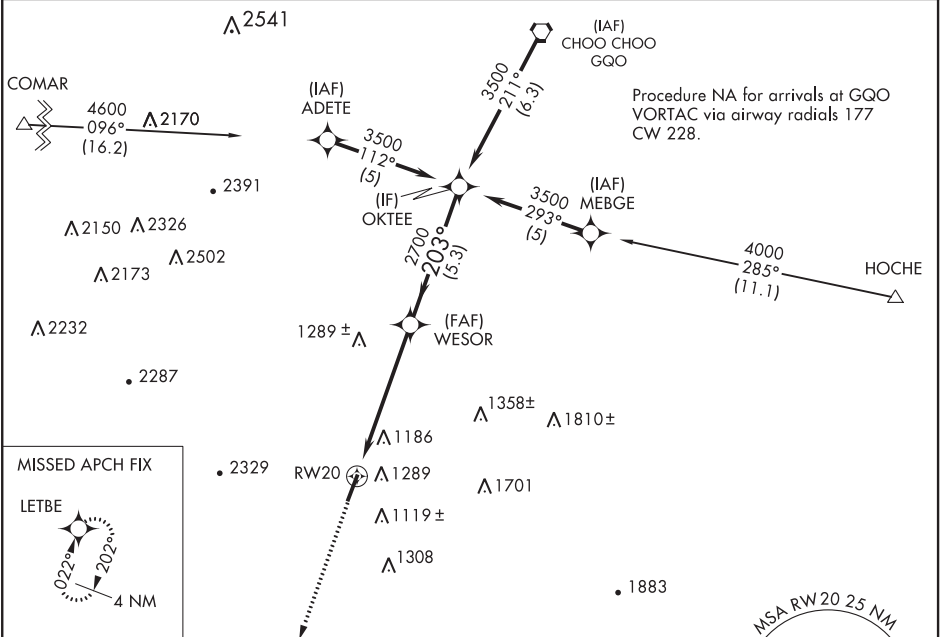 2541
COMAR
4600
096°
(16.2)
2170
(IAF)
ADETE
3500
112°
(5)
(IAF)
CHOO CHOO
GQO
3500
211°
(6.3)
Procedure NA for arrivals at GQO
VORTAC via airway radials 177
CW 228.
2391
(IF)
OKTEE
3500
293°
(5)
(IAF)
MEBGE
2150
2326
2502
2173
2700
203°
(5.3)
4000
285°
(11.1)
HOCHE
2232
1289 ±
(FAF)
WESOR
2287
1358±
1810±
1186
MISSED APCH FIX
2329
RW20
1289
1701
LETBE
022°
202°
4 NM
1119 ±
1308
1883
MSA RW20 25 NM